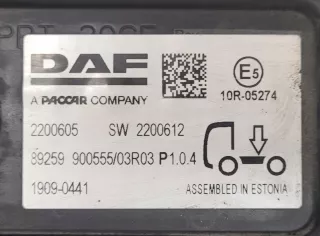 DAF
A PACCAR COMPANY
E5
10R-05274
2200605 SW 2200612
89259 900555/03R03 P1.0.4
1909-0441
ASSEMBLED IN ESTONIA